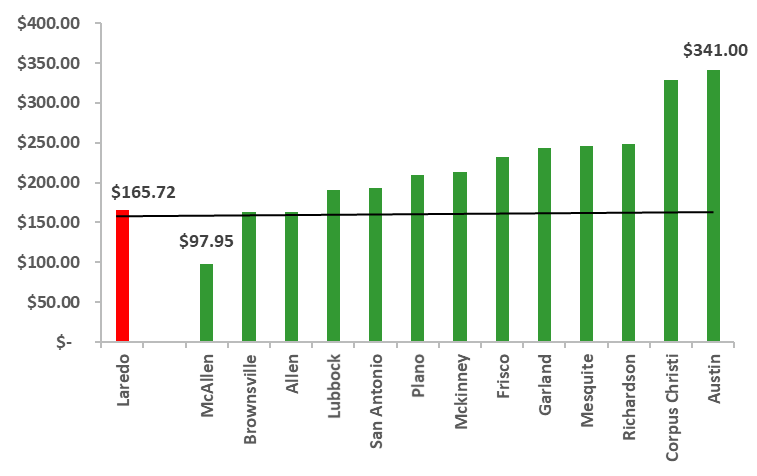 $400.00
$350.00
$300.00
$250.00
$200.00
$150.00
$100.00
$50.00
$-
$165.72
$97.95
$341.00
Laredo
McAllen
Brownsville
Allen
Lubbock
San Antonio
Plano
Mckinney
Frisco
Garland
Mesquite
Richardson
Corpus Christi
Austin